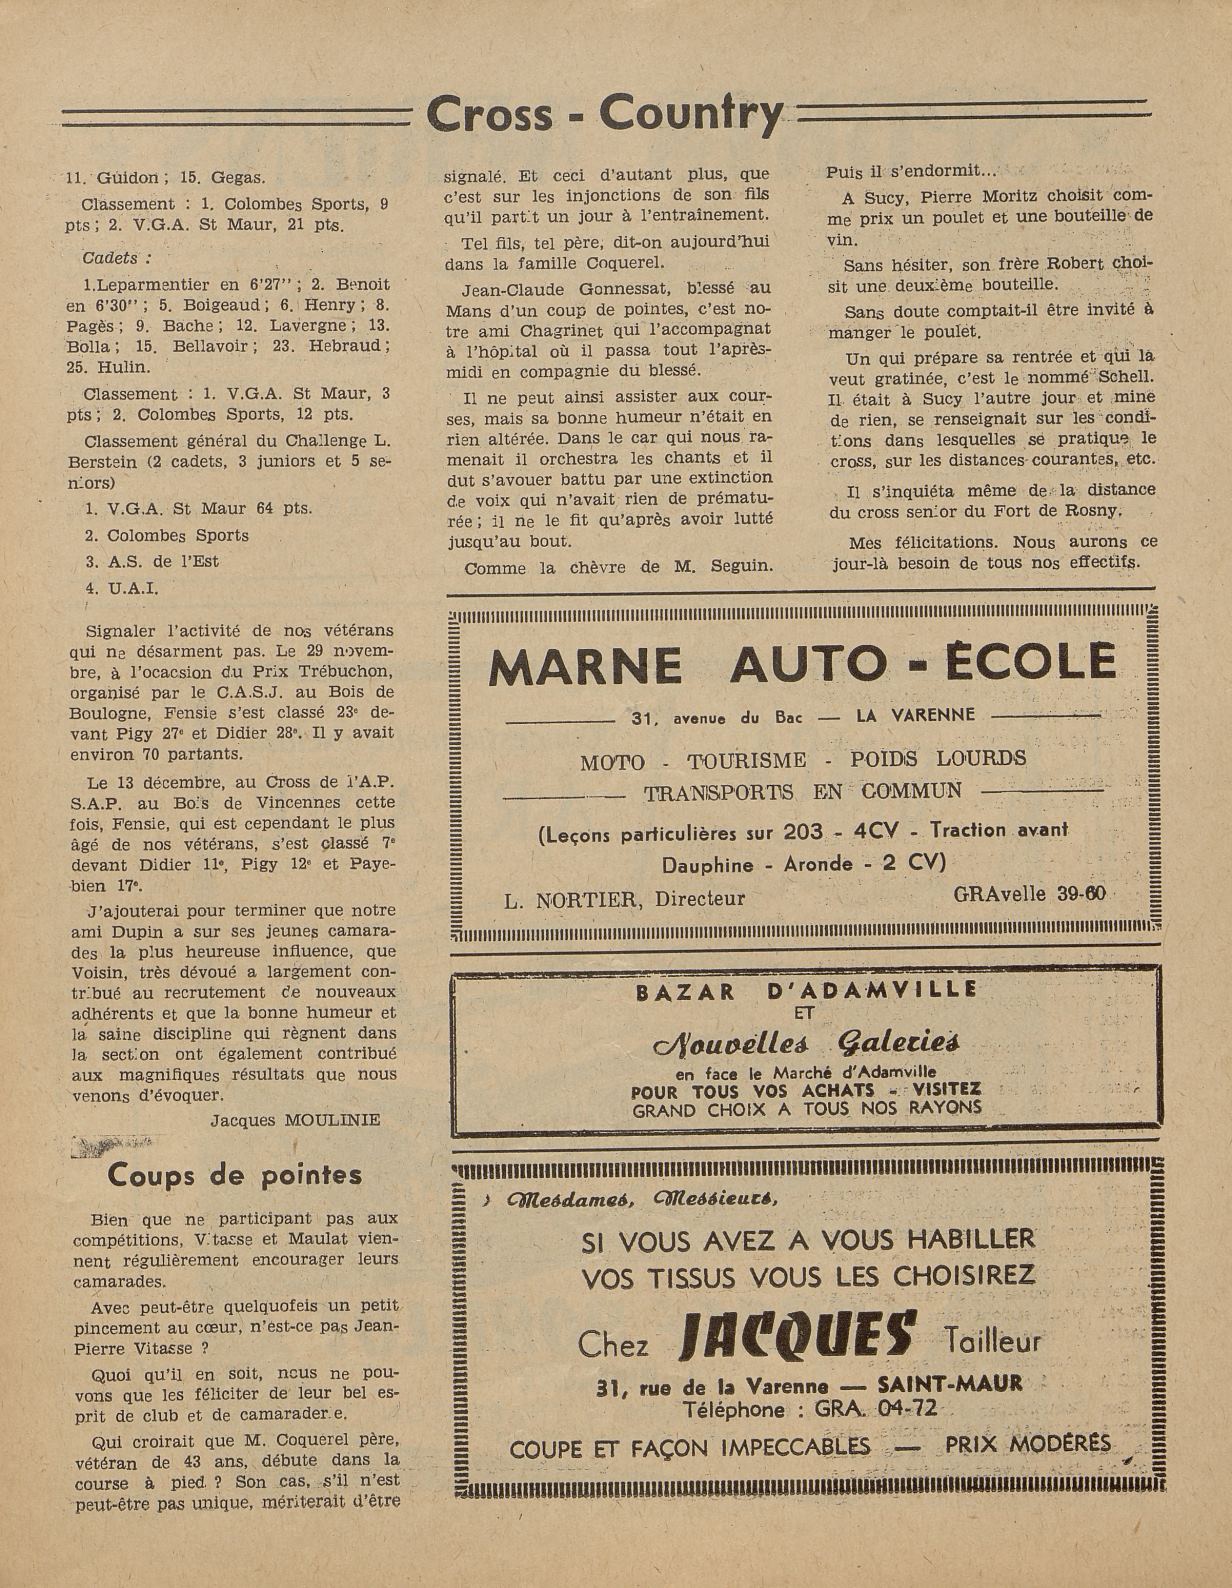 Cross - Country
11. Guidon ; 15. Gegas.
Classement : 1. Colombes Sports, 9
pts ; 2. V.G.A. St Maur, 21 pts.
Cadets :
1.Leparmentier en 6'27'' ; 2. Benoit
en 6'30'' ; 5. Boigeaud ; 6. Henry ; 8.
Pagès ; 9. Bache ; 12. Lavergne ; 13.
Bolla ; 15. Bellavoir ; 23. Hebraud ;
25. Hulin.
Classement : 1. V.G.A. St Maur, 3
pts ; 2. Colombes Sports, 12 pts.
Classement général du Challenge L.
Berstein (2 cadets, 3 juniors et 5 se-
niors)
1. V.G.A. St Maur 64 pts.
2. Colombes Sports
3. A.S. de l'Est
4. U.A.I.
Signaler l'activité de nos vétérans
qui ne désarment pas. Le 29 novem-
bre, à l'ocacsion du Prix Trébuchon,
organisé par le C.A.S.J. au Bois de
Boulogne, Fensie s'est classé 23e de-
vant Pigy 27e et Didier 28e. Il y avait
environ 70 partants.
Le 13 décembre, au Cross de l'A.P.
S.A.P. au Bois de Vincennes cette
fois, Fensie, qui est cependant le plus
âgé de nos vétérans, s'est classé 7e
devant Didier 11e, Pigy 12e et Paye-
bien 17e.
J'ajouterai pour terminer que notre
ami Dupin a sur ses jeunes camara-
des la plus heureuse influence, que
Voisin, très dévoué a largement con-
tribué au recrutement de nouveaux
adhérents et que la bonne humeur et
la saine discipline qui règnent dans
la section ont également contribué
aux magnifiques résultats que nous
venons d'évoquer.
Jacques MOULINIE
Coups de pointes
Bien que ne participant pas aux
compétitions, Vitasse et Maulat vien-
nent régulièrement encourager leurs
camarades.
Avec peut-être quelquofeis un petit
pincement au cœur, n'est-ce pas Jean-
Pierre Vitasse ?
Quoi qu'il en soit, nous ne pou-
vons que les féliciter de leur bel es-
prit de club et de camaraderie.
Qui croirait que M. Coquerel père,
vétéran de 43 ans, débute dans la
course à pied ? Son cas, s'il n'est
peut-être pas unique, mériterait d'être
signalé. Et ceci d'autant plus, que
c'est sur les injonctions de son fils
qu'il partit un jour à l'entraînement.
Tel fils, tel père, dit-on aujourd'hui
dans la famille Coquerel.
Jean-Claude Gonnessat, blessé au
Mans d'un coup de pointes, c'est no-
tre ami Chagrinet qui l'accompagnat
à l'hôpital où il passa tout l'après-
midi en compagnie du blessé.
Il ne peut ainsi assister aux cour-
ses, mais sa bonne humeur n'était en
rien altérée. Dans le car qui nous ra-
menait il orchestra les chants et il
dut s'avouer battu par une extinction
de voix qui n'avait rien de prématu-
rée ; il ne le fit qu'après avoir lutté
jusqu'au bout.
Comme la chèvre de M. Seguin.
Puis il s'endormit...
A Sucy, Pierre Moritz choisit com-
me prix un poulet et une bouteille de
vin.
Sans hésiter, son frère Robert choi-
sit une deuxième bouteille.
Sans doute comptait-il être invité à
manger le poulet.
Un qui prépare sa rentrée et qui la
veut gratinée, c'est le nommé Schell.
Il était à Sucy l'autre jour et mine
de rien, se renseignait sur les condi-
tions dans lesquelles se pratique le
cross, sur les distances courantes, etc.
Il s'inquiéta même de la distance
du cross senior du Fort de Rosny.
Mes félicitations. Nous aurons ce
jour-là besoin de tous nos effectifs.
MARNE AUTO - ÉCOLE
31, avenue du Bac — LA VARENNE
MOTO - TOURISME - POIDS LOURDS
TRANSPORTS EN COMMUN
(Leçons particulières sur 203 - 4CV - Traction avant
Dauphine - Aronde - 2 CV)
L. NORTIER, Directeur GRAvelle 39-60
BAZAR D'ADAMVILLE
ET
Nouvelles Galeries
en face le Marché d'Adamville
POUR TOUS VOS ACHATS - VISITEZ
GRAND CHOIX A TOUS NOS RAYONS
Mesdames, Messieurs,
SI VOUS AVEZ A VOUS HABILLER
VOS TISSUS VOUS LES CHOISIREZ
Chez JACQUES Tailleur
31, rue de la Varenne — SAINT-MAUR
Téléphone : GRA. 04-72
COUPE ET FAÇON IMPECCABLES — PRIX MODÉRÉS